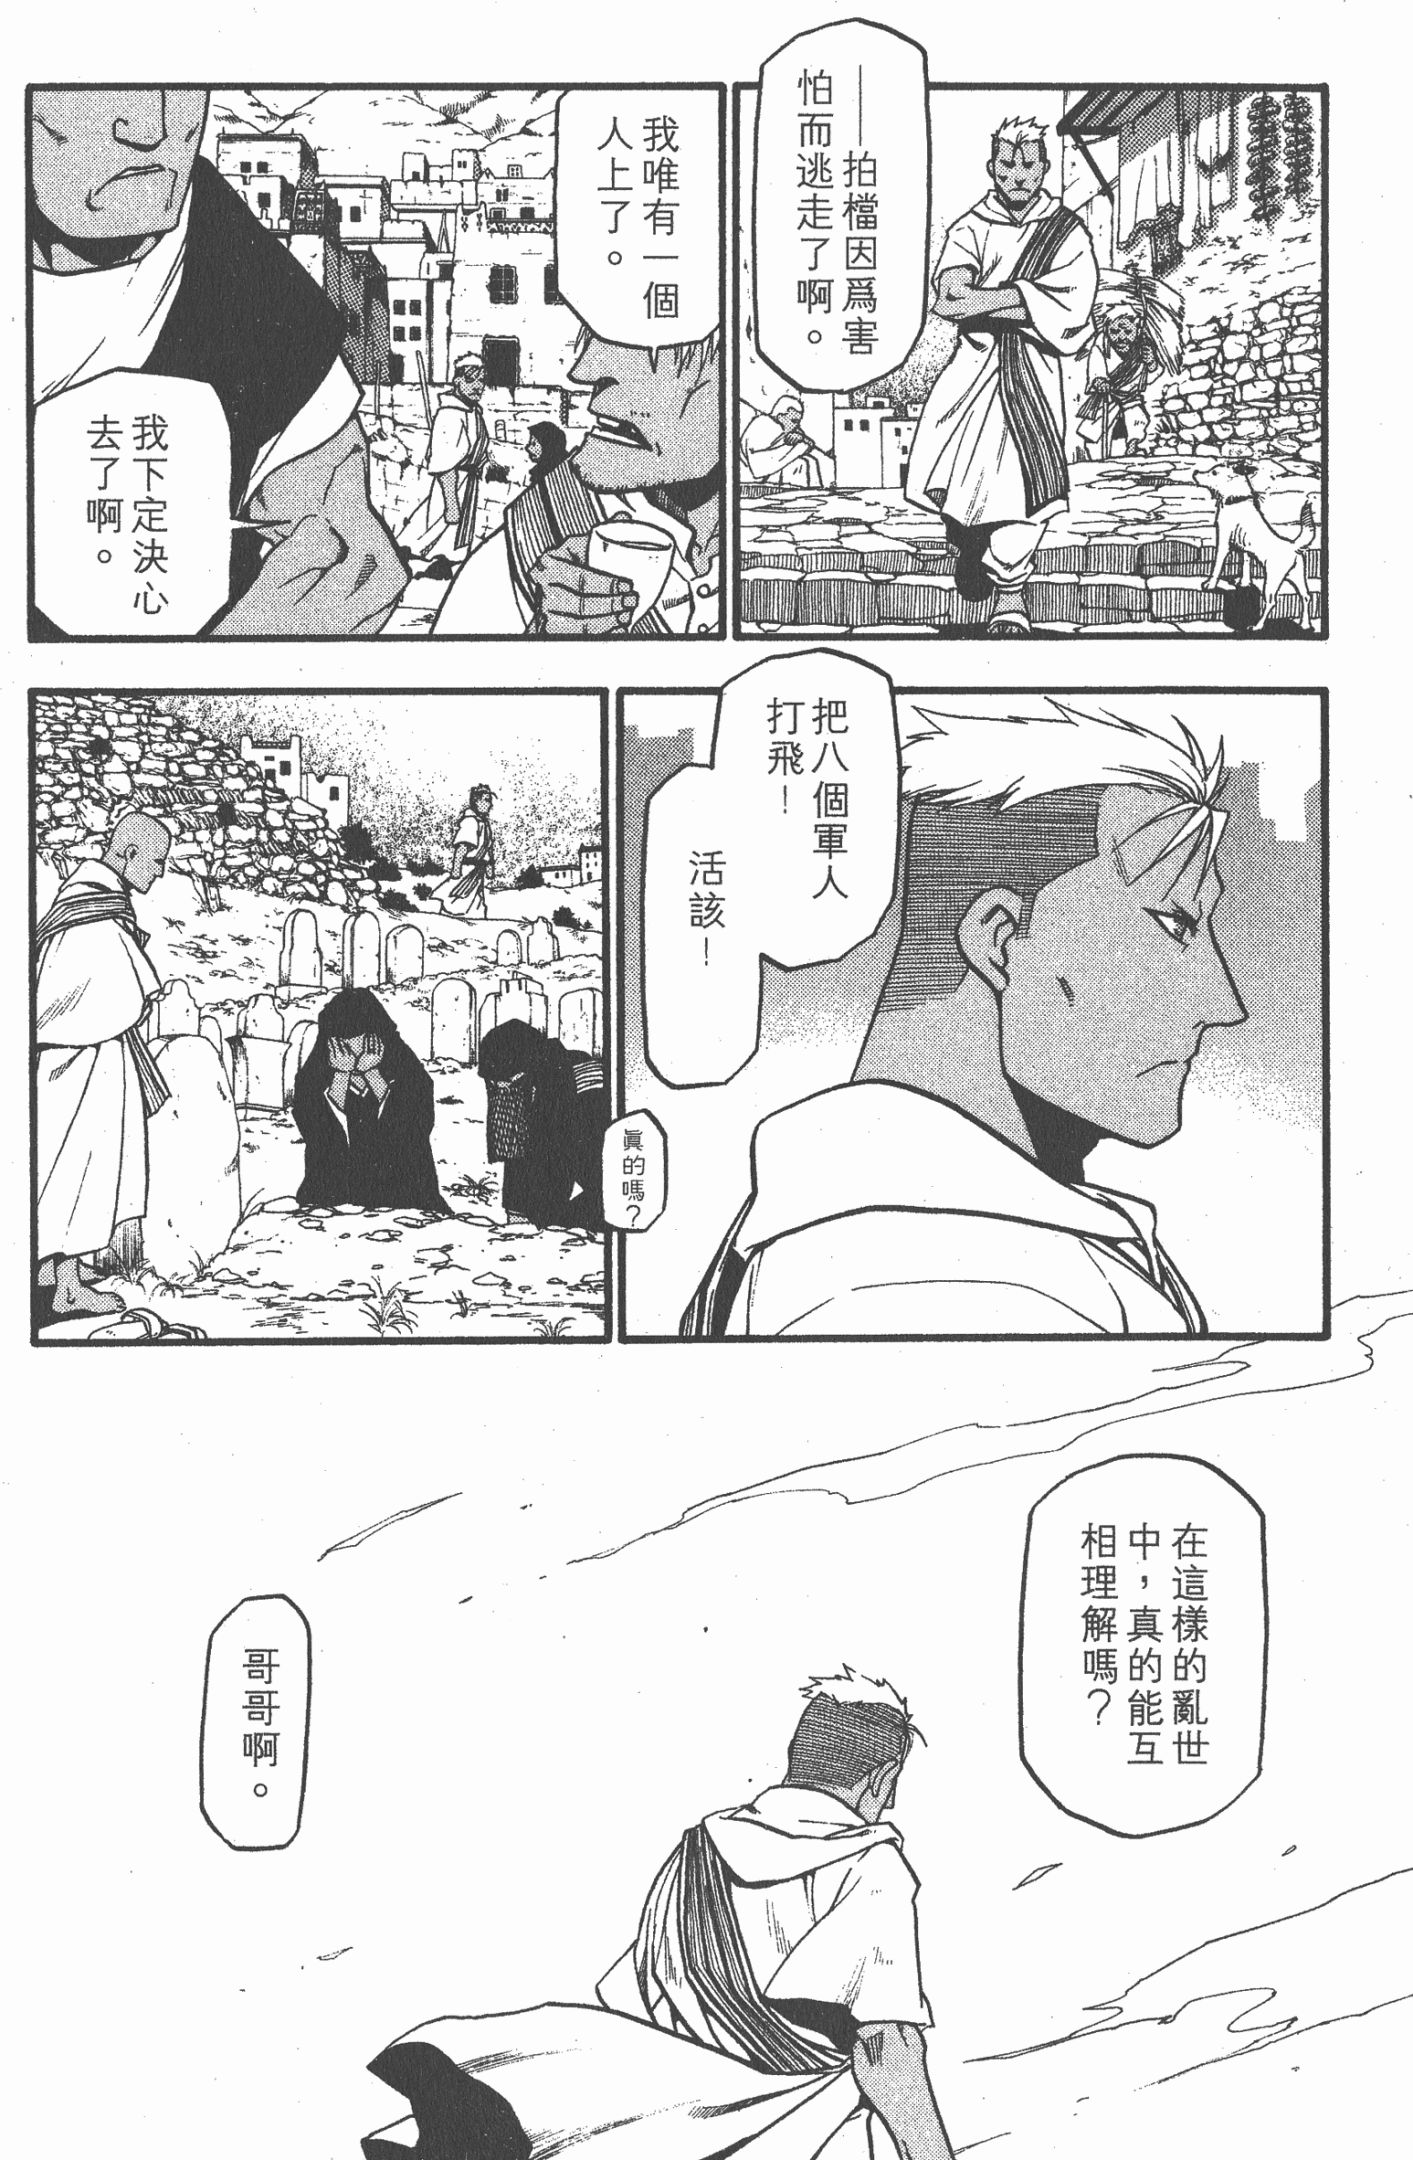 ——拍檔因爲害
怕而逃走了啊。
我唯有一個
人上了。
我下定決心
去了啊。
把八個軍人
打飛！
活該！
眞的嗎？
在這樣的亂世
中，真的能互
相理解嗎？
哥哥啊。